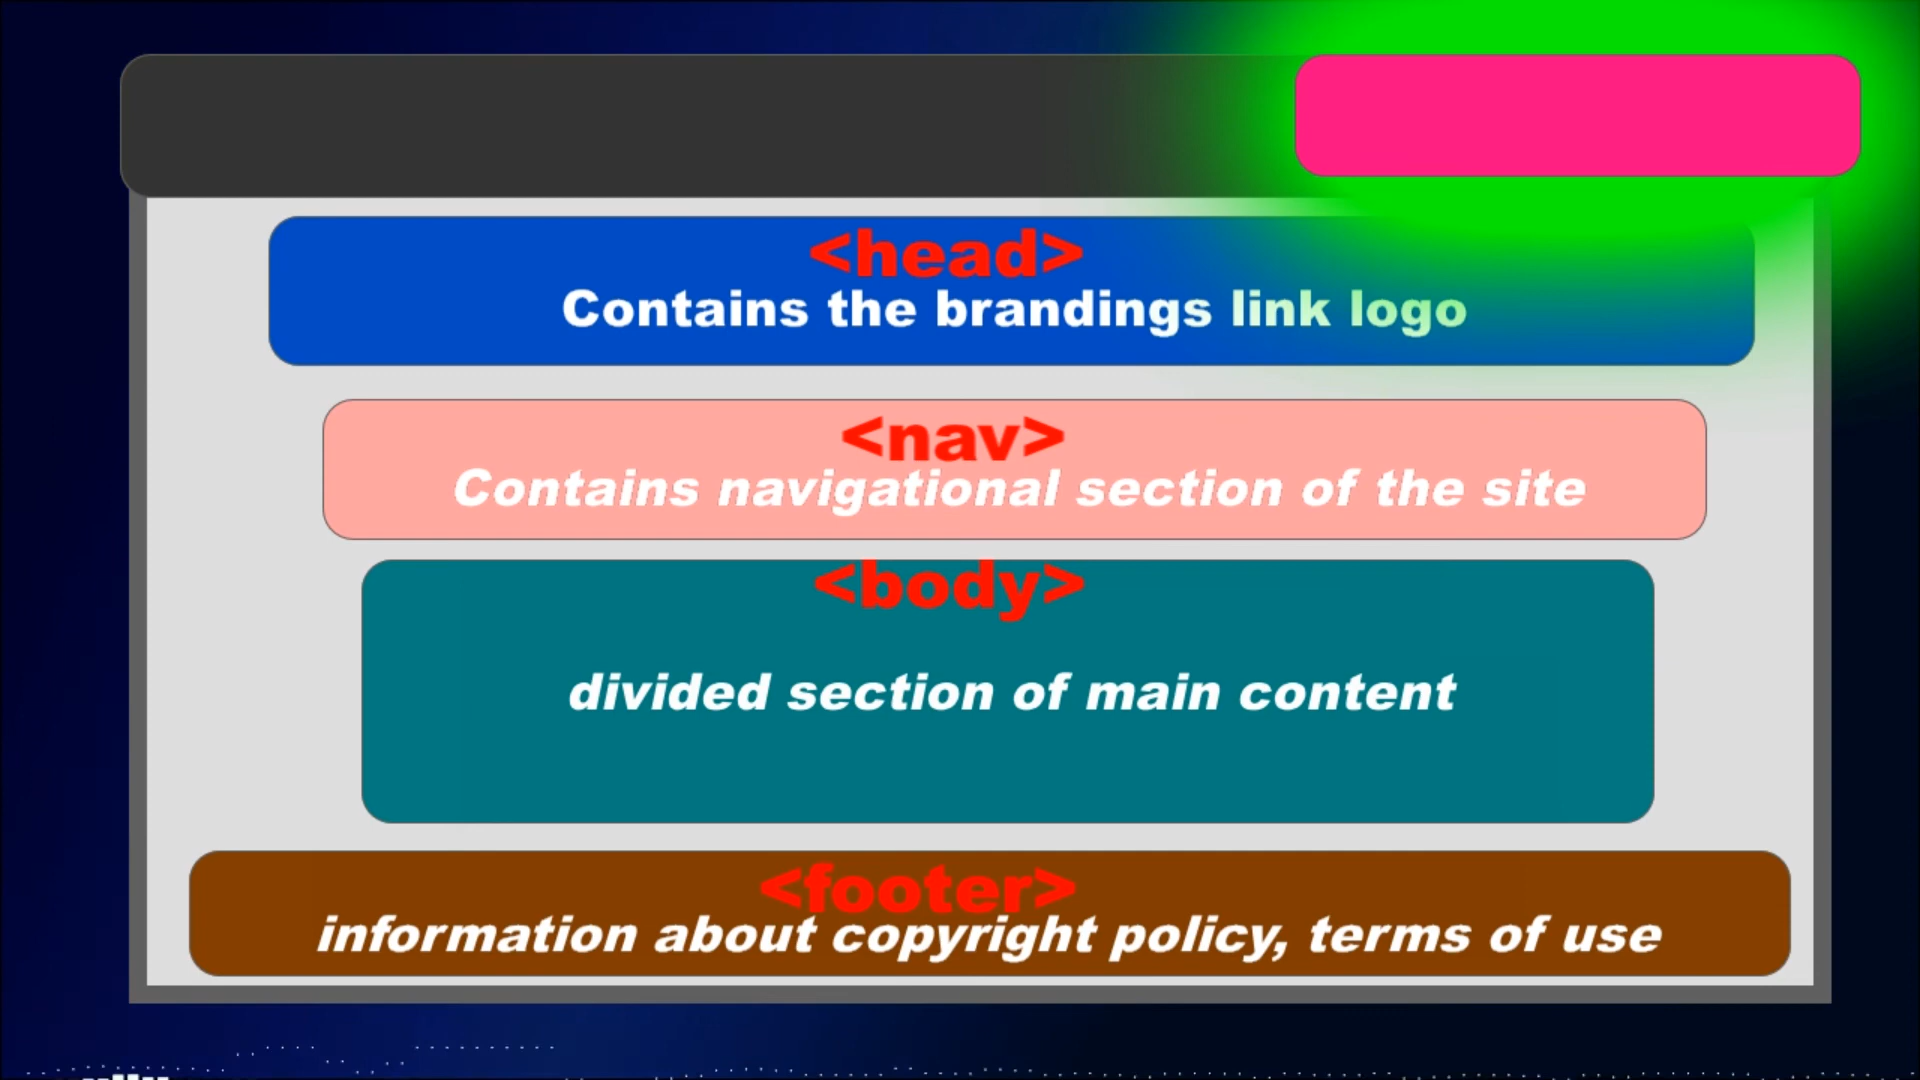 <head>
Contains the brandings link logo
<nav>
Contains navigational section of the site
<body>
divided section of main content
<footer>
information about copyright policy, terms of use